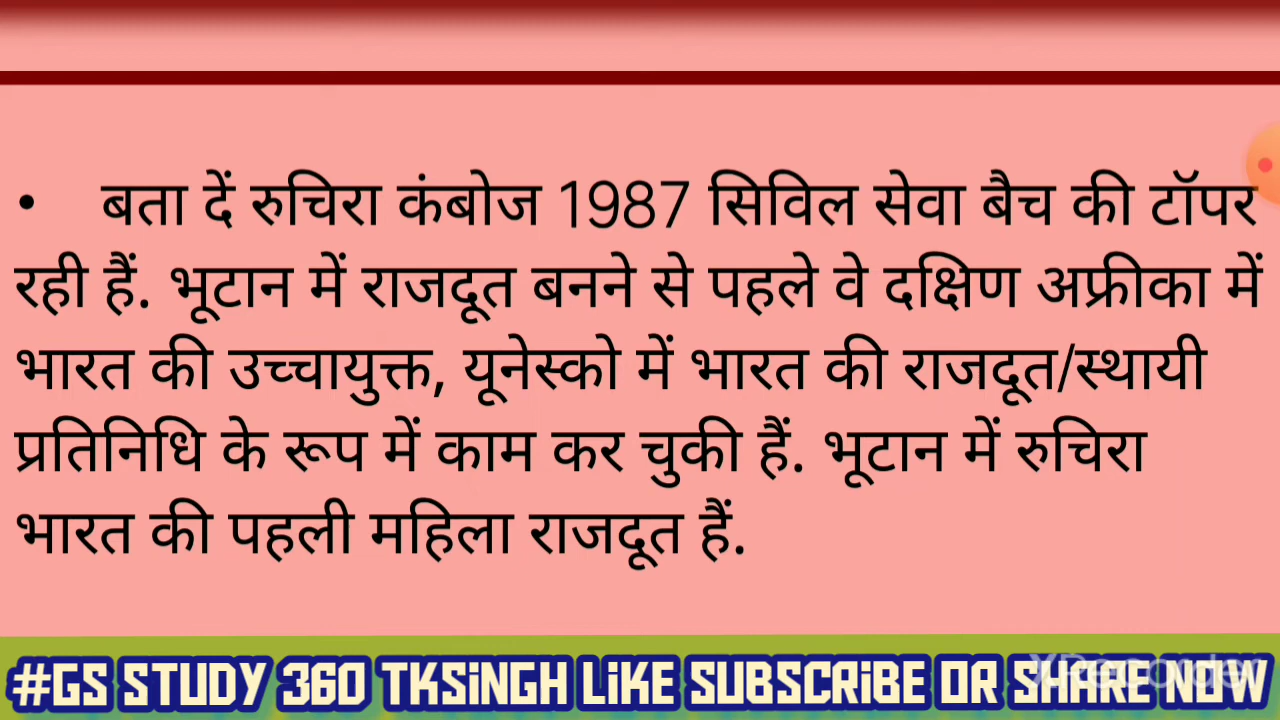 • बता दें रुचिरा कंबोज 1987 सिविल सेवा बैच की टॉपर
रही हैं. भूटान में राजदूत बनने से पहले वे दक्षिण अफ्रीका में
भारत की उच्चायुक्त, यूनेस्को में भारत की राजदूत/स्थायी
प्रतिनिधि के रूप में काम कर चुकी हैं. भूटान में रुचिरा
भारत की पहली महिला राजदूत हैं.
XRecorder
#GS STUDY 360 TKSiNGH LiKE SUBSCRiBE OR SHARE NOW